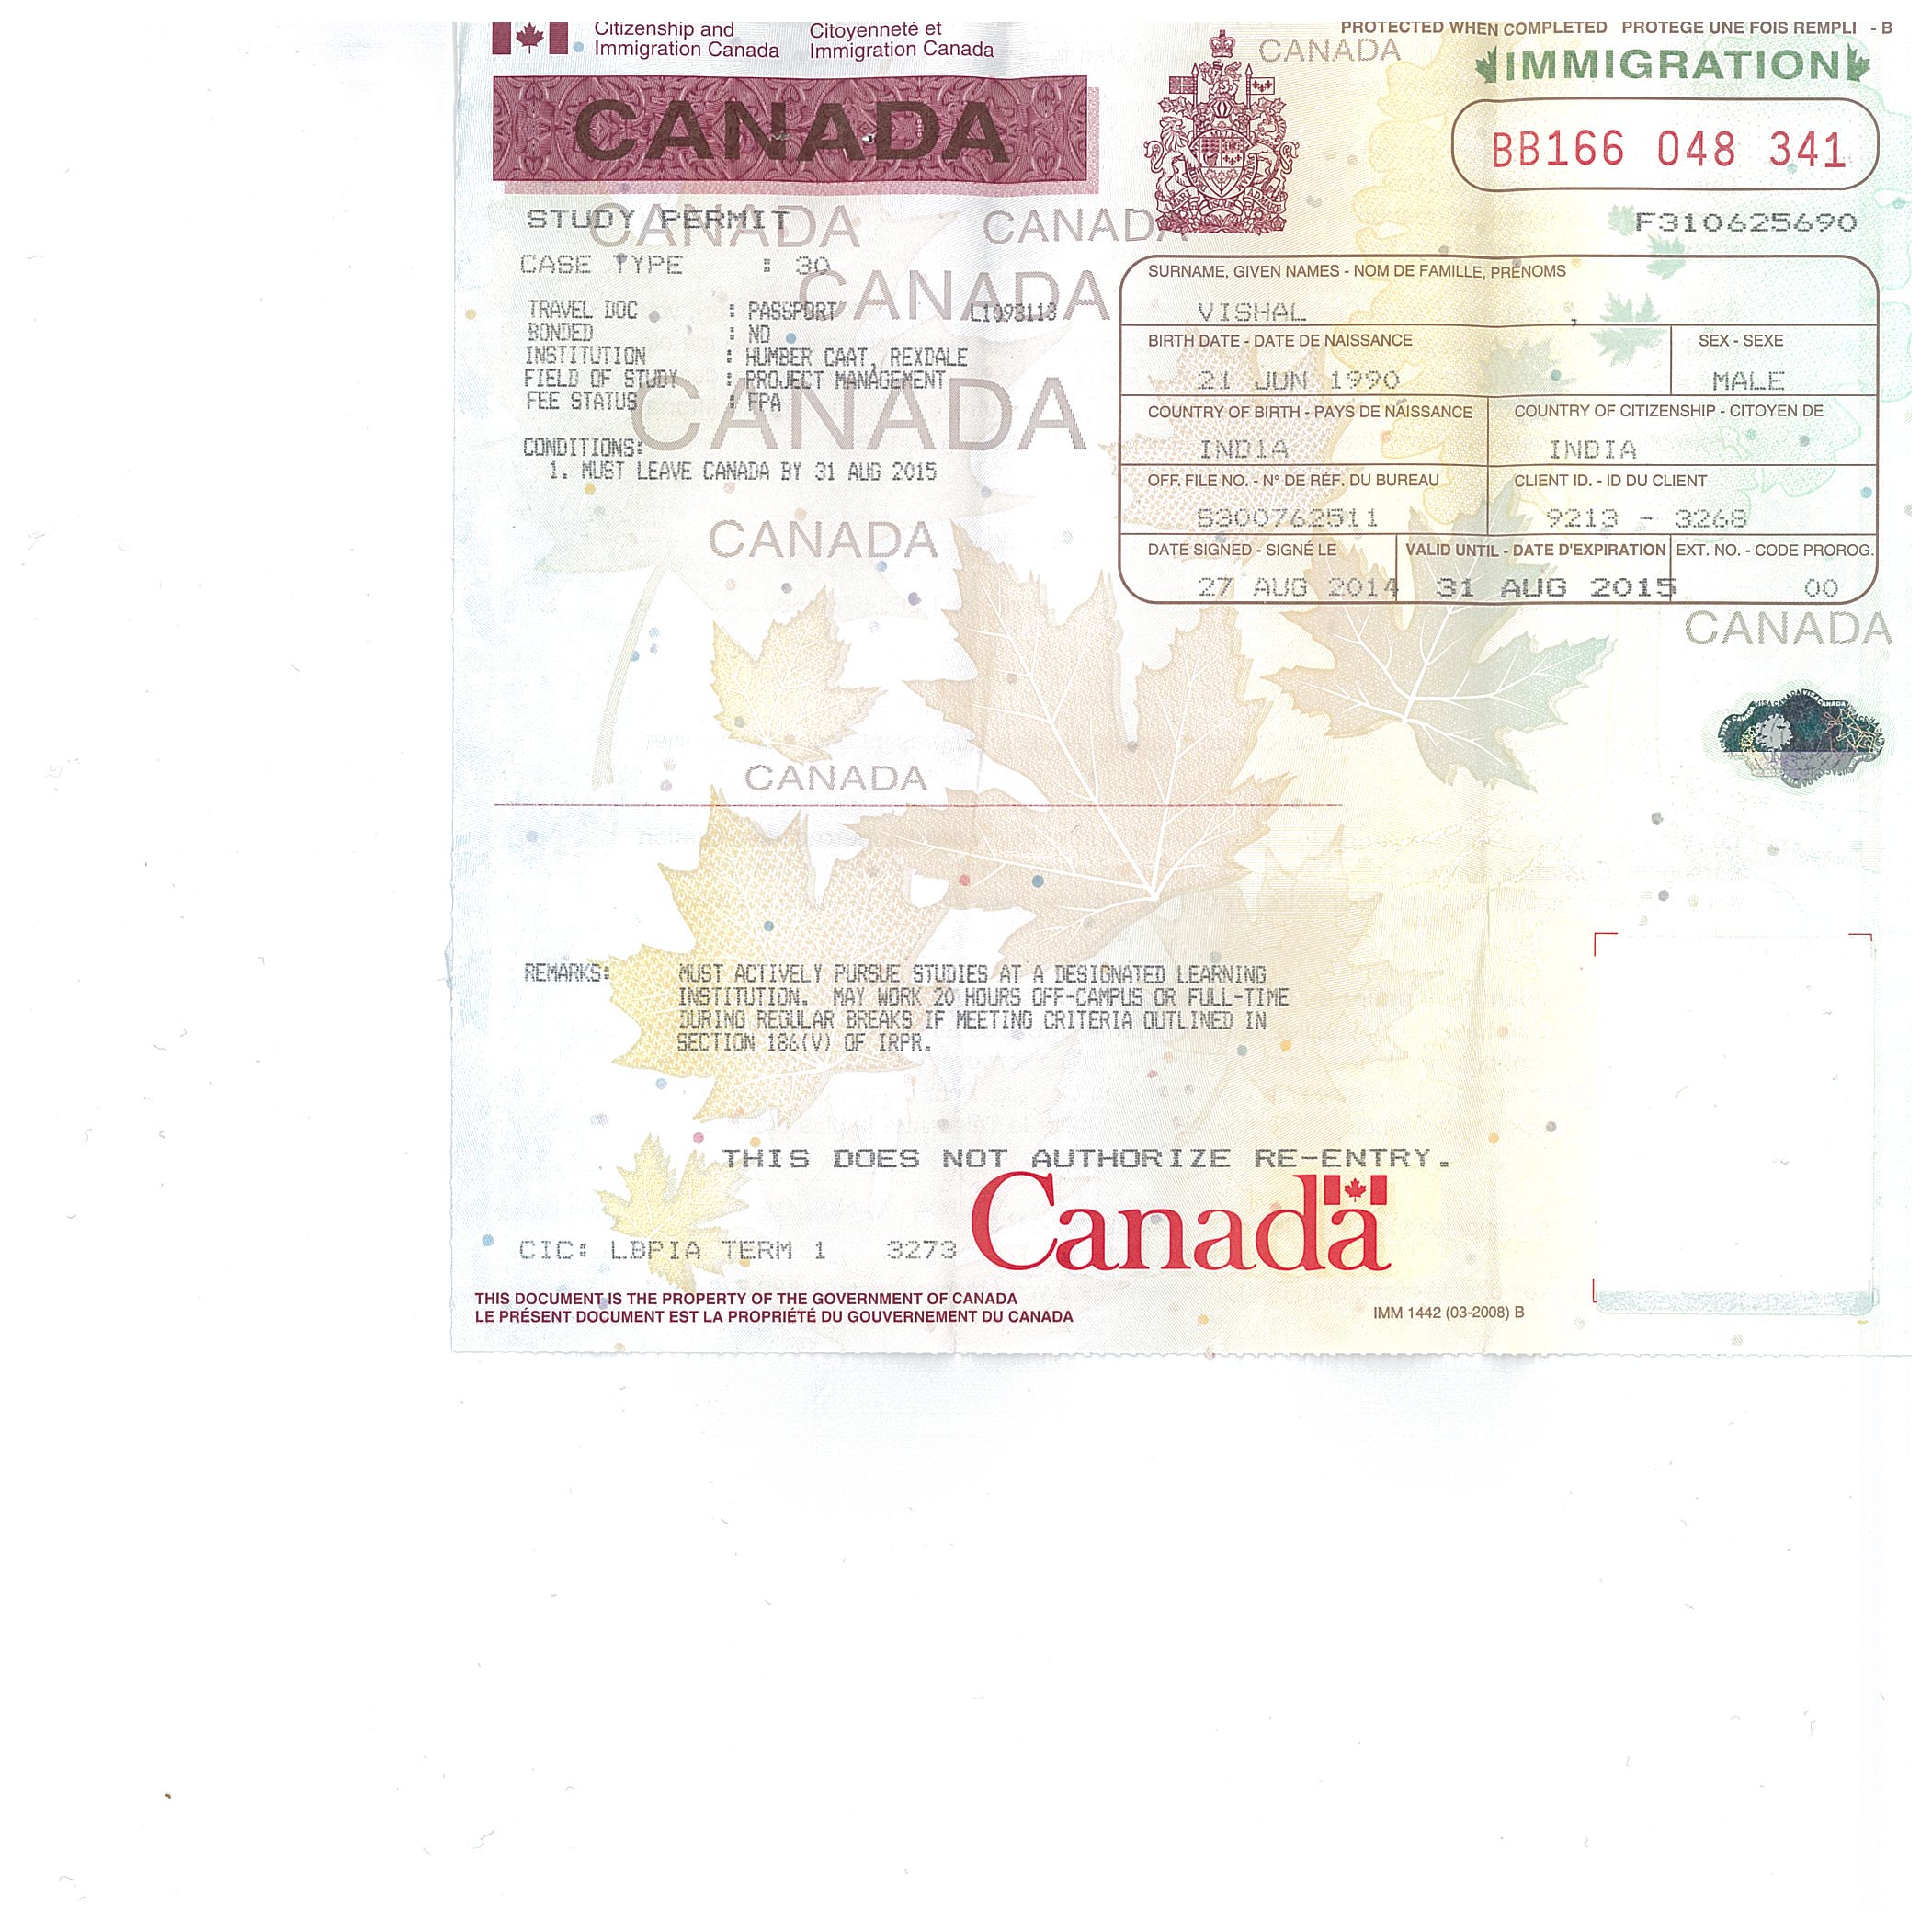 Citizenship and Immigration Canada
Citoyenneté et Immigration Canada
PROTECTED WHEN COMPLETED PROTEGE UNE FOIS REMPLI - B
CANADA
IMMIGRATION
CANADA
BB166 048 341
STUDY PERMIT
CANADA
CANADA
F310625690
CASE TYPE : 30
CANADA
TRAVEL DOC : PASSPORT L1093113
BONDED : NO
INSTITUTION : HUMBER CAAT, REXDALE
FIELD OF STUDY : PROJECT MANAGEMENT
FEE STATUS : FPA
CANADA
CONDITIONS:
1. MUST LEAVE CANADA BY 31 AUG 2015
CANADA
SURNAME, GIVEN NAMES - NOM DE FAMILLE, PRÉNOMS
VISHAL ,
BIRTH DATE - DATE DE NAISSANCE SEX - SEXE
21 JUN 1990 MALE
COUNTRY OF BIRTH - PAYS DE NAISSANCE COUNTRY OF CITIZENSHIP - CITOYEN DE
INDIA INDIA
OFF. FILE NO. - N° DE RÉF. DU BUREAU CLIENT ID. - ID DU CLIENT
S300762511 9213 - 3268
DATE SIGNED - SIGNÉ LE VALID UNTIL - DATE D'EXPIRATION EXT. NO. - CODE PROROG.
27 AUG 2014 31 AUG 2015 00
CANADA
CANADA
REMARKS: MUST ACTIVELY PURSUE STUDIES AT A DESIGNATED LEARNING
INSTITUTION. MAY WORK 20 HOURS OFF-CAMPUS OR FULL-TIME
DURING REGULAR BREAKS IF MEETING CRITERIA OUTLINED IN
SECTION 186(V) OF IRPR.
THIS DOES NOT AUTHORIZE RE-ENTRY.
Canada
CIC: LBPIA TERM 1 3273
THIS DOCUMENT IS THE PROPERTY OF THE GOVERNMENT OF CANADA
LE PRÉSENT DOCUMENT EST LA PROPRIÉTÉ DU GOUVERNEMENT DU CANADA
IMM 1442 (03-2008) B